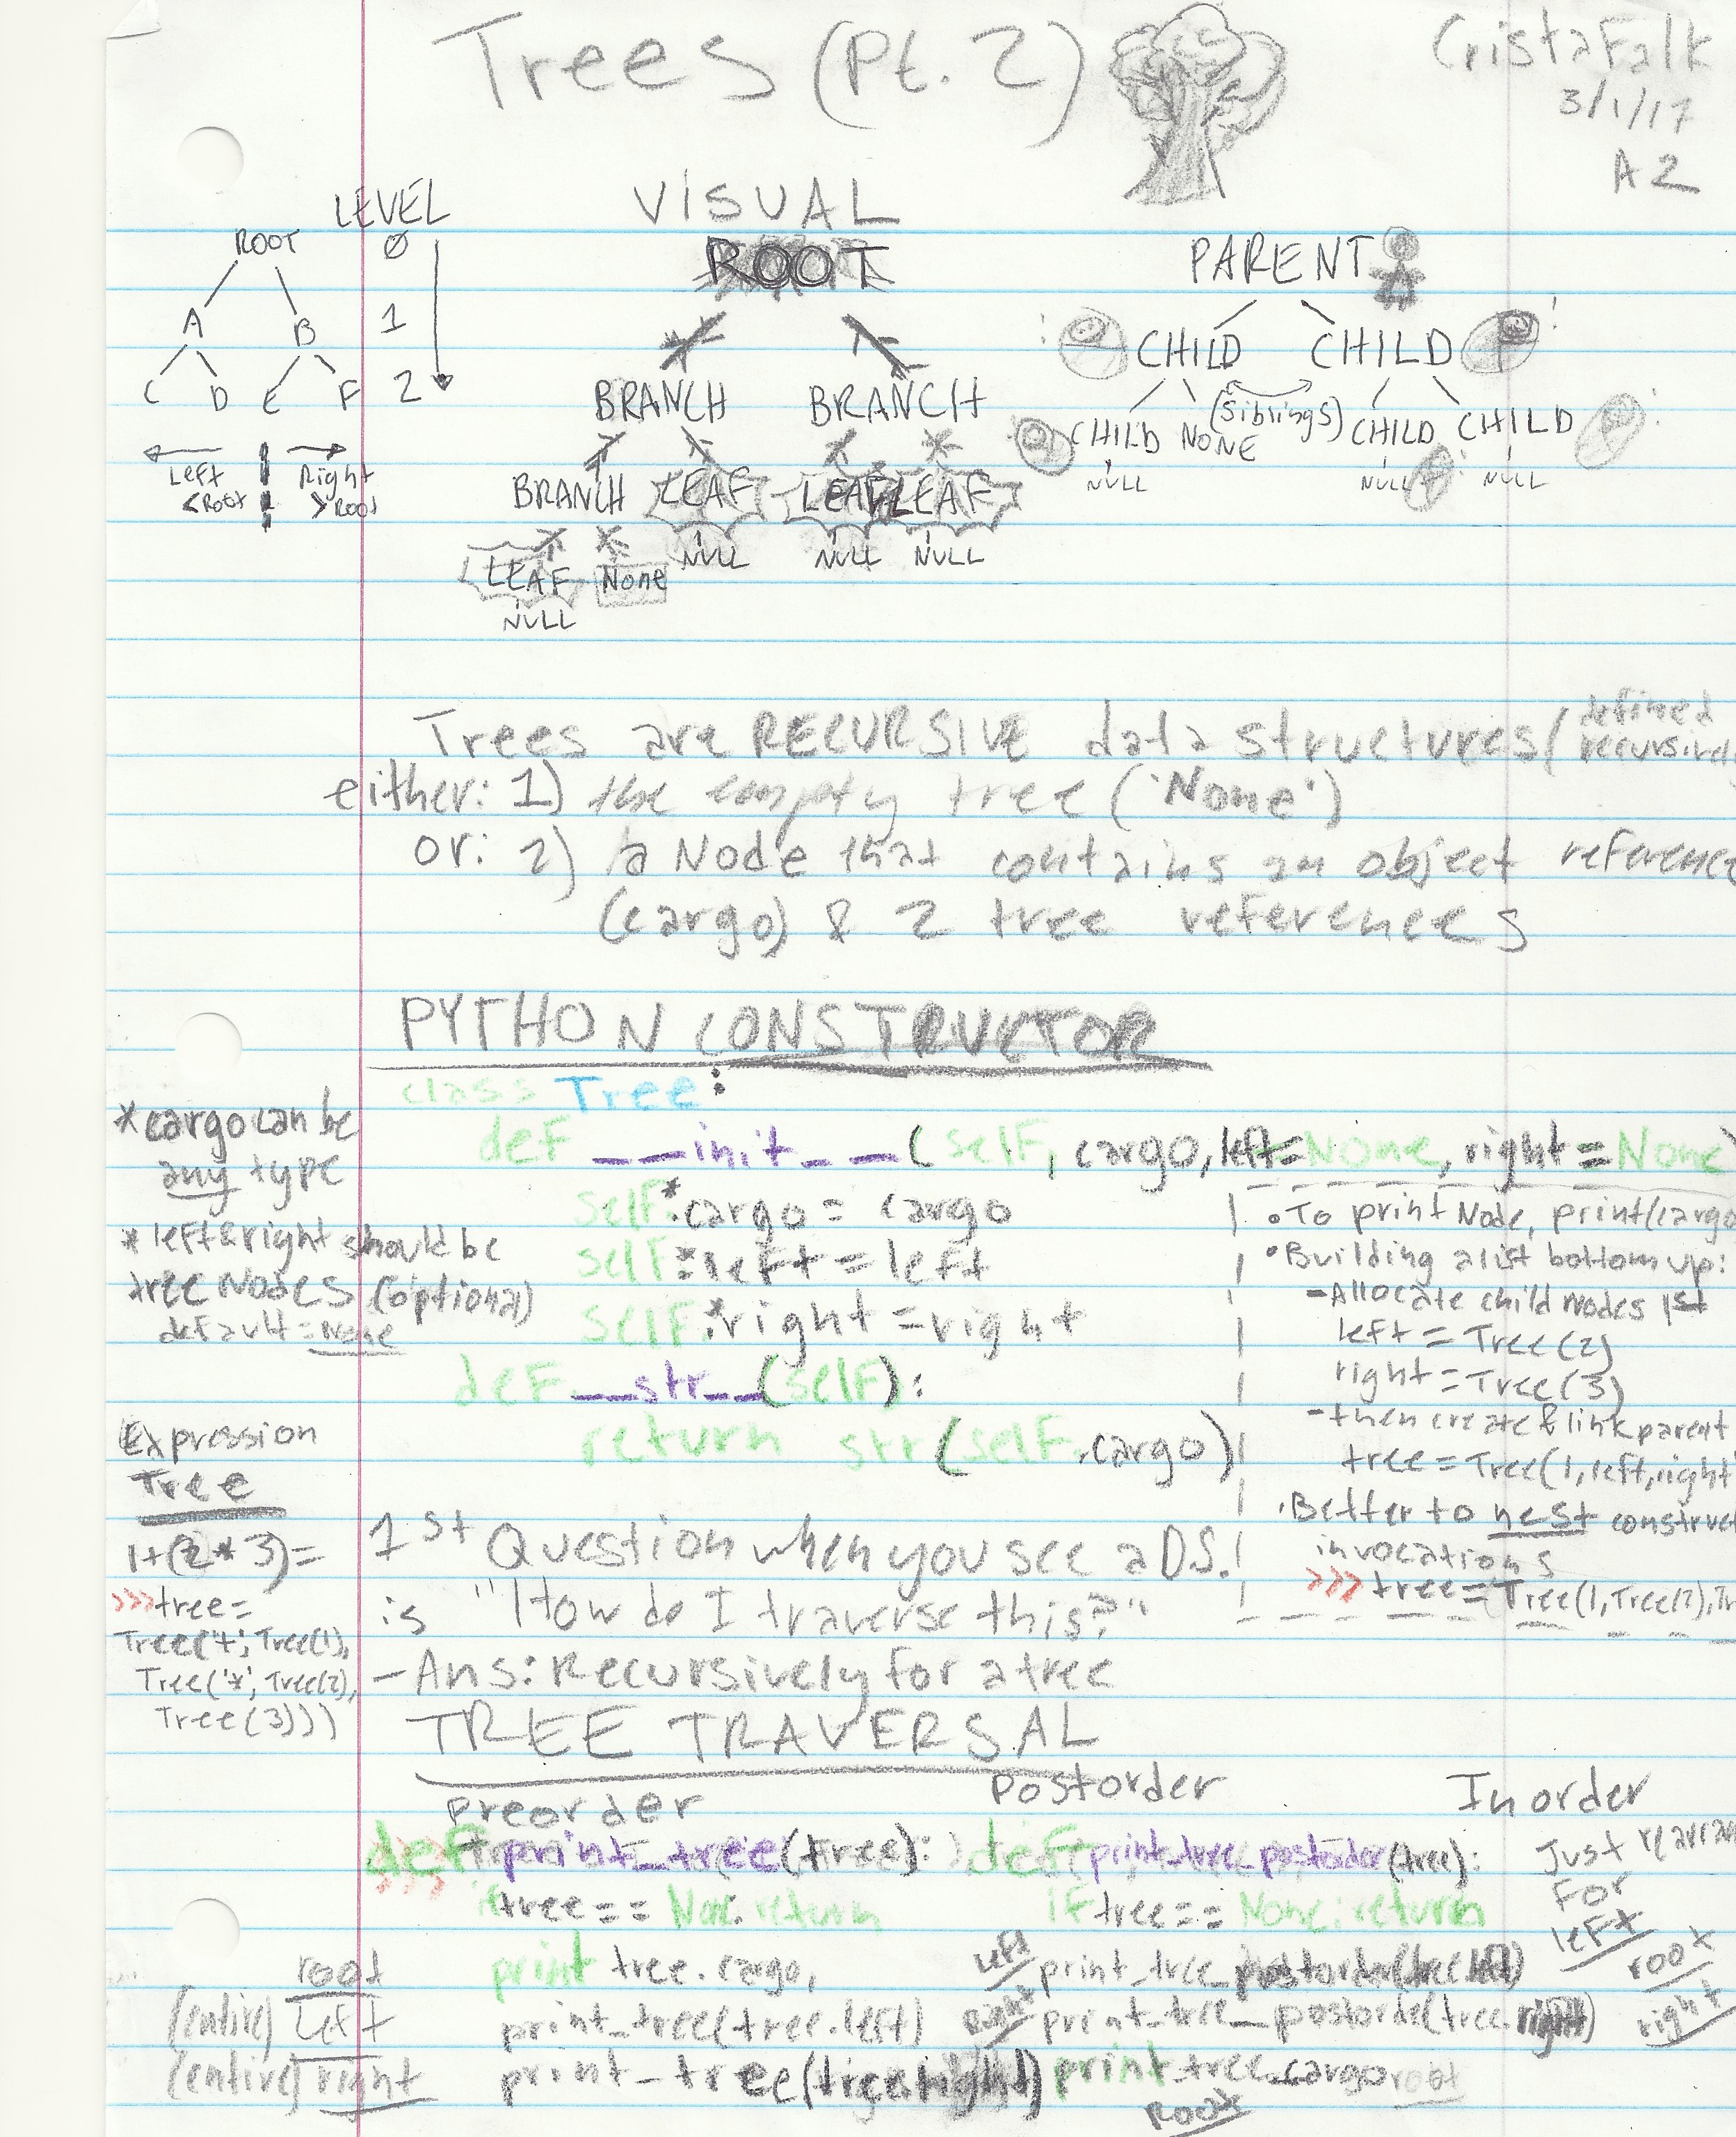 Trees (Pt. 2)
Crista Falk
3/1/17
A2
LEVEL
ROOT 0
A B 1
C D E F 2
Left Right
<Root >Root
VISUAL
ROOT
BRANCH BRANCH
BRANCH LEAF LEAF LEAF
LEAF None NULL NULL NULL
NULL
PARENT
CHILD CHILD
(siblings)
CHILD NONE CHILD CHILD
NULL NULL NULL
Trees are RECURSIVE data structures (defined
either: 1) the empty tree ('None')
or: 2) a Node that contains an object reference
(cargo) & 2 tree references
PYTHON CONSTRUCTOR
class Tree:
def __init__(self, cargo, left=None, right=None)
self.cargo = cargo
self.left = left
self.right = right
def __str__(self):
return str(self.cargo)
* cargo can be
any type
* left & right should be
tree Nodes (optional)
default = None
• To print Node, print(cargo
• Building a list bottom up:
- Allocate child nodes 1st
left = Tree(2)
right = Tree(3)
- then create & link parent
tree = Tree(1, left, right
• Better to nest construct
invocations
>>> tree = Tree(1, Tree(2), Tr
Expression
Tree
1+(2*3)=
>>> tree =
Tree('+', Tree(1),
Tree('*', Tree(2),
Tree(3)))
1st Question when you see a DS.
is "How do I traverse this?"
- Ans: Recursively for a tree
TREE TRAVERSAL
preorder
def print_tree(tree):
if tree == None: return
print tree.cargo,
print_tree(tree.left)
print_tree(tree.right)
root
(entire) left
(entire) right
Postorder
def print_tree_postorder(tree):
if tree == None: return
left print_tree_postorder(tree.left)
right print_tree_postorder(tree.right)
print tree.cargo root
Root
In order
Just
for
left
root
right